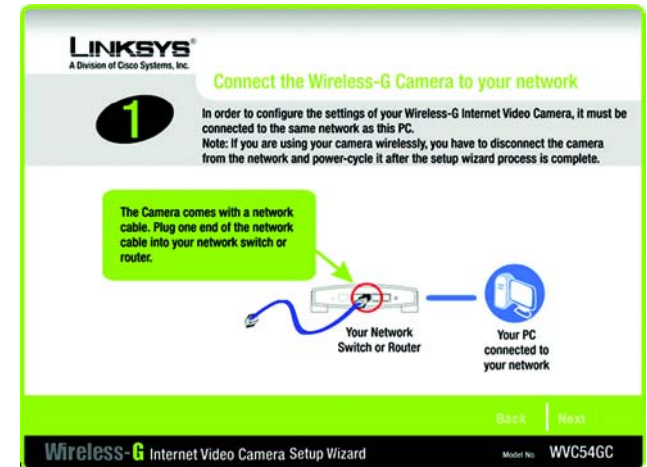 LINKSYS®
A Division of Cisco Systems, Inc.
Connect the Wireless-G Camera to your network
1
In order to configure the settings of your Wireless-G Internet Video Camera, it must be
connected to the same network as this PC.
Note: If you are using your camera wirelessly, you have to disconnect the camera
from the network and power-cycle it after the setup wizard process is complete.
The Camera comes with a network
cable. Plug one end of the network
cable into your network switch or
router.
Your Network
Switch or Router
Your PC
connected to
your network
Back Next
Wireless-G Internet Video Camera Setup Wizard
Model No. WVC54GC